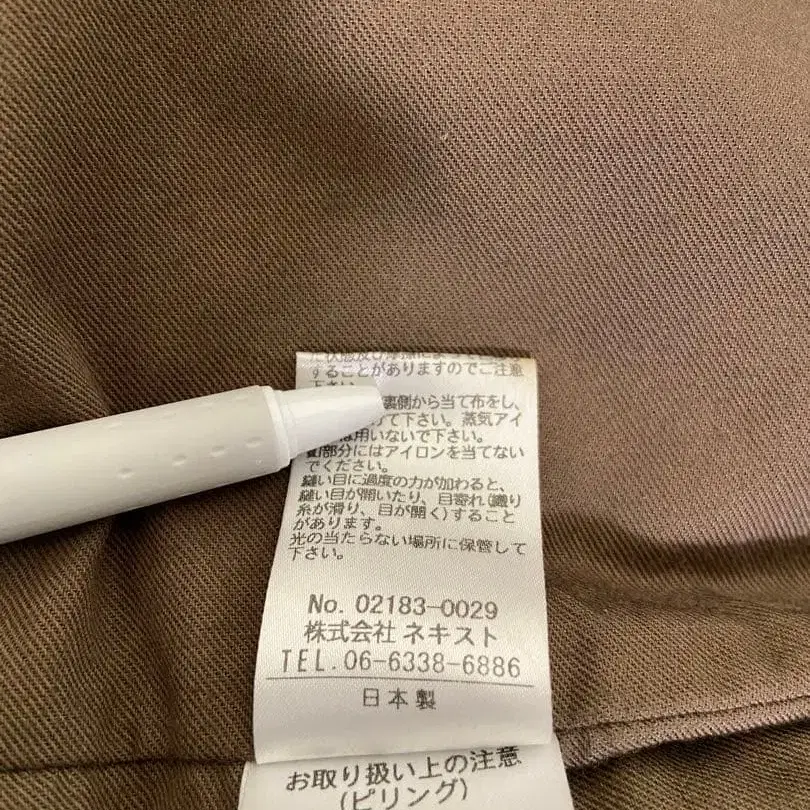 することがありますのでご注意
下さい。
裏側から当て布をし、
けて下さい。蒸気アイ
は用いないで下さい。
部分にはアイロンを当てない
でください。
縫い目に過度の力が加わると、
縫い目が開いたり、目寄れ(織り
糸が滑り、目が開く)すること
があります。
光の当たらない場所に保管して
下さい。
No. 02183-0029
株式会社 ネキスト
TEL. 06-6338-6886
日本製
お取り扱い上の注意
(ピリング)